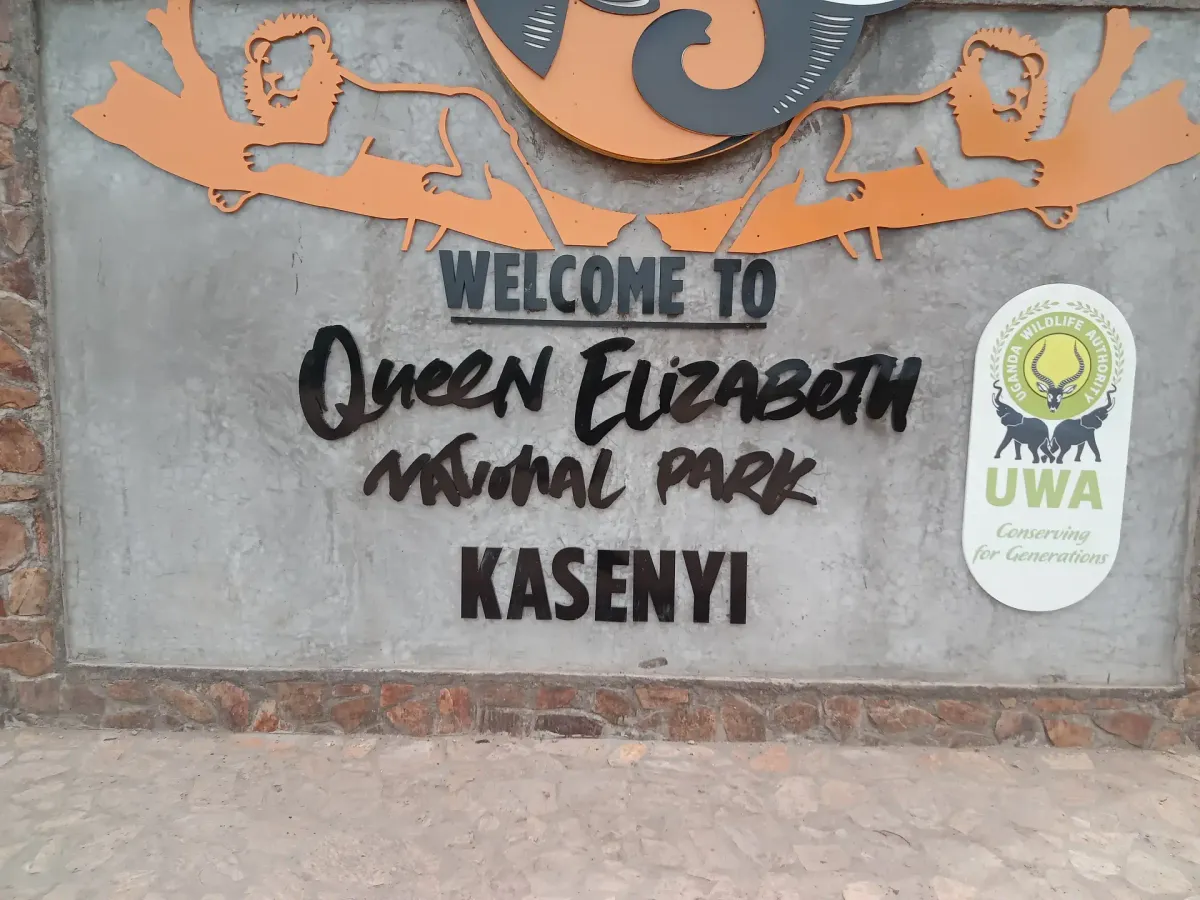 WELCOME TO
Queen Elizabeth
National Park
KASENYI
UGANDA WILDLIFE AUTHORITY
UWA
Conserving
for Generations